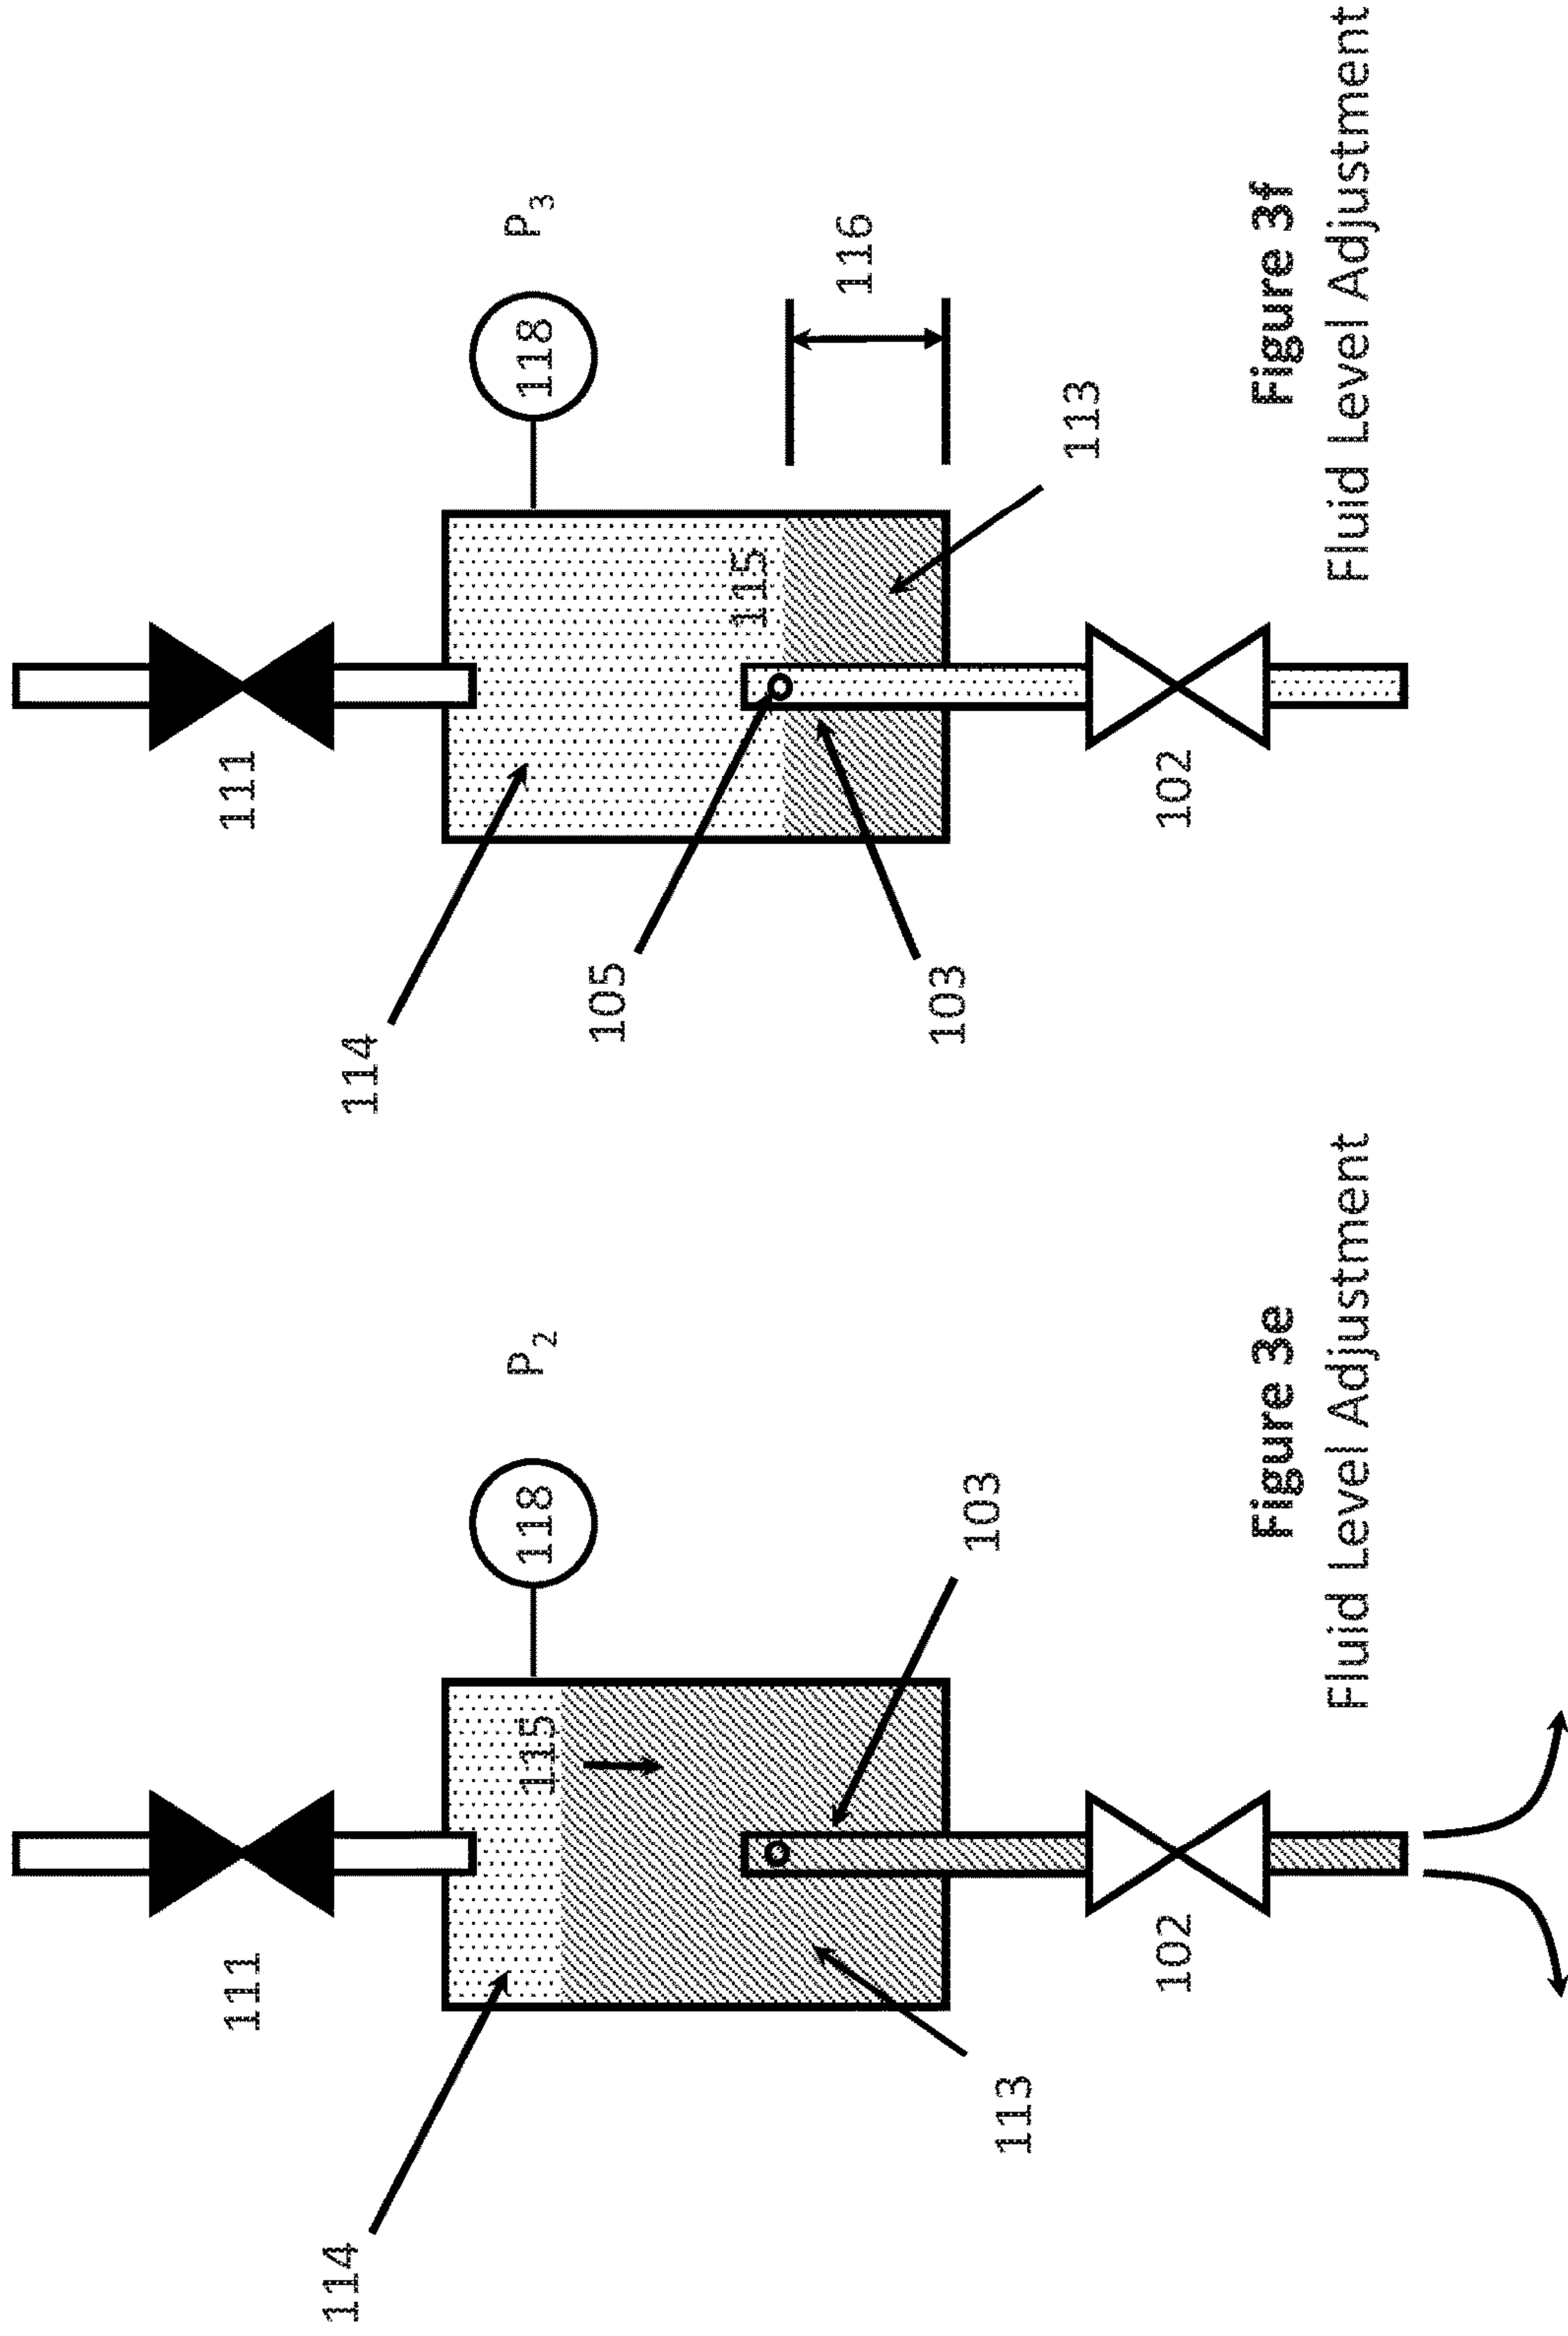 111
114
118
P2
115
103
113
102
Figure 3e
Fluid Level Adjustment
111
114
118
P3
115
105
116
103
113
102
Figure 3f
Fluid Level Adjustment